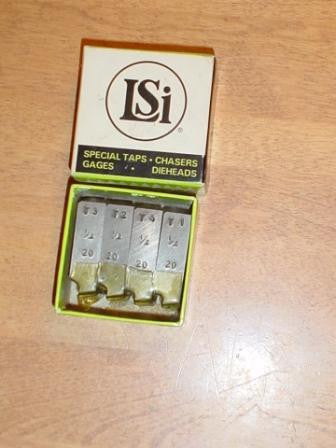 LSi
®
SPECIAL TAPS • CHASERS
GAGES • DIEHEADS
T3 T2 T4 T1
½ ½ ½ ½
20 20 20 20